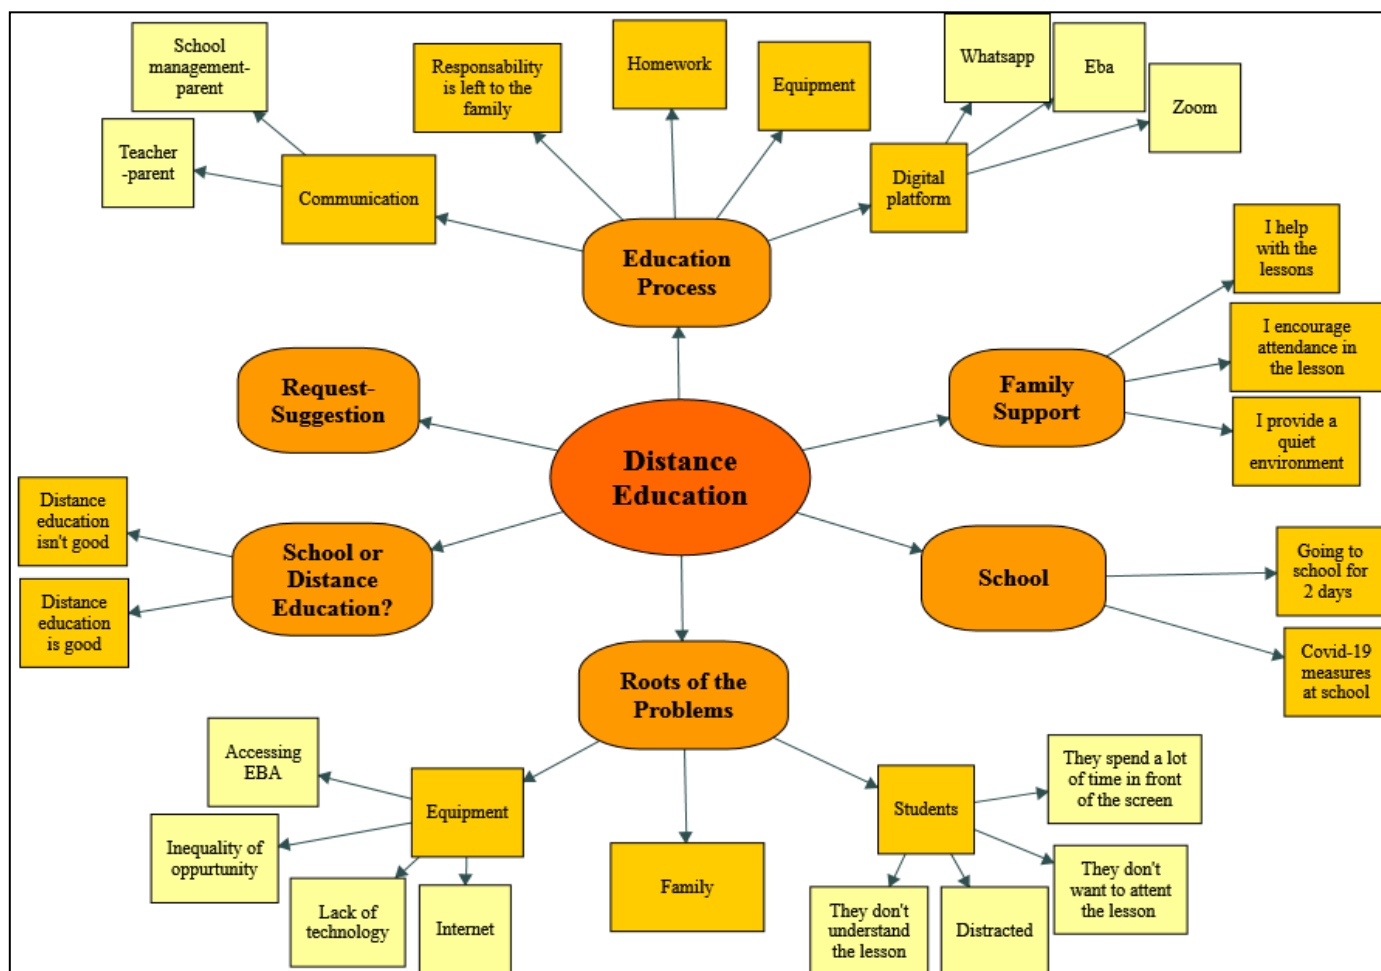 School
management-
parent
Teacher
-parent
Communication
Responsability
is left to the
family
Homework
Equipment
Whatsapp
Eba
Zoom
Digital
platform
Education
Process
I help
with the
lessons
I encourage
attendance in
the lesson
I provide a
quiet
environment
Family
Support
Request-
Suggestion
Distance
Education
Distance
education
isn't good
Distance
education
is good
School or
Distance
Education?
School
Going to
school for
2 days
Covid-19
measures
at school
Roots of the
Problems
Accessing
EBA
Inequality of
oppurtunity
Lack of
technology
Internet
Equipment
Family
Students
They spend a lot
of time in front
of the screen
They don't
want to attent
the lesson
They don't
understand
the lesson
Distracted